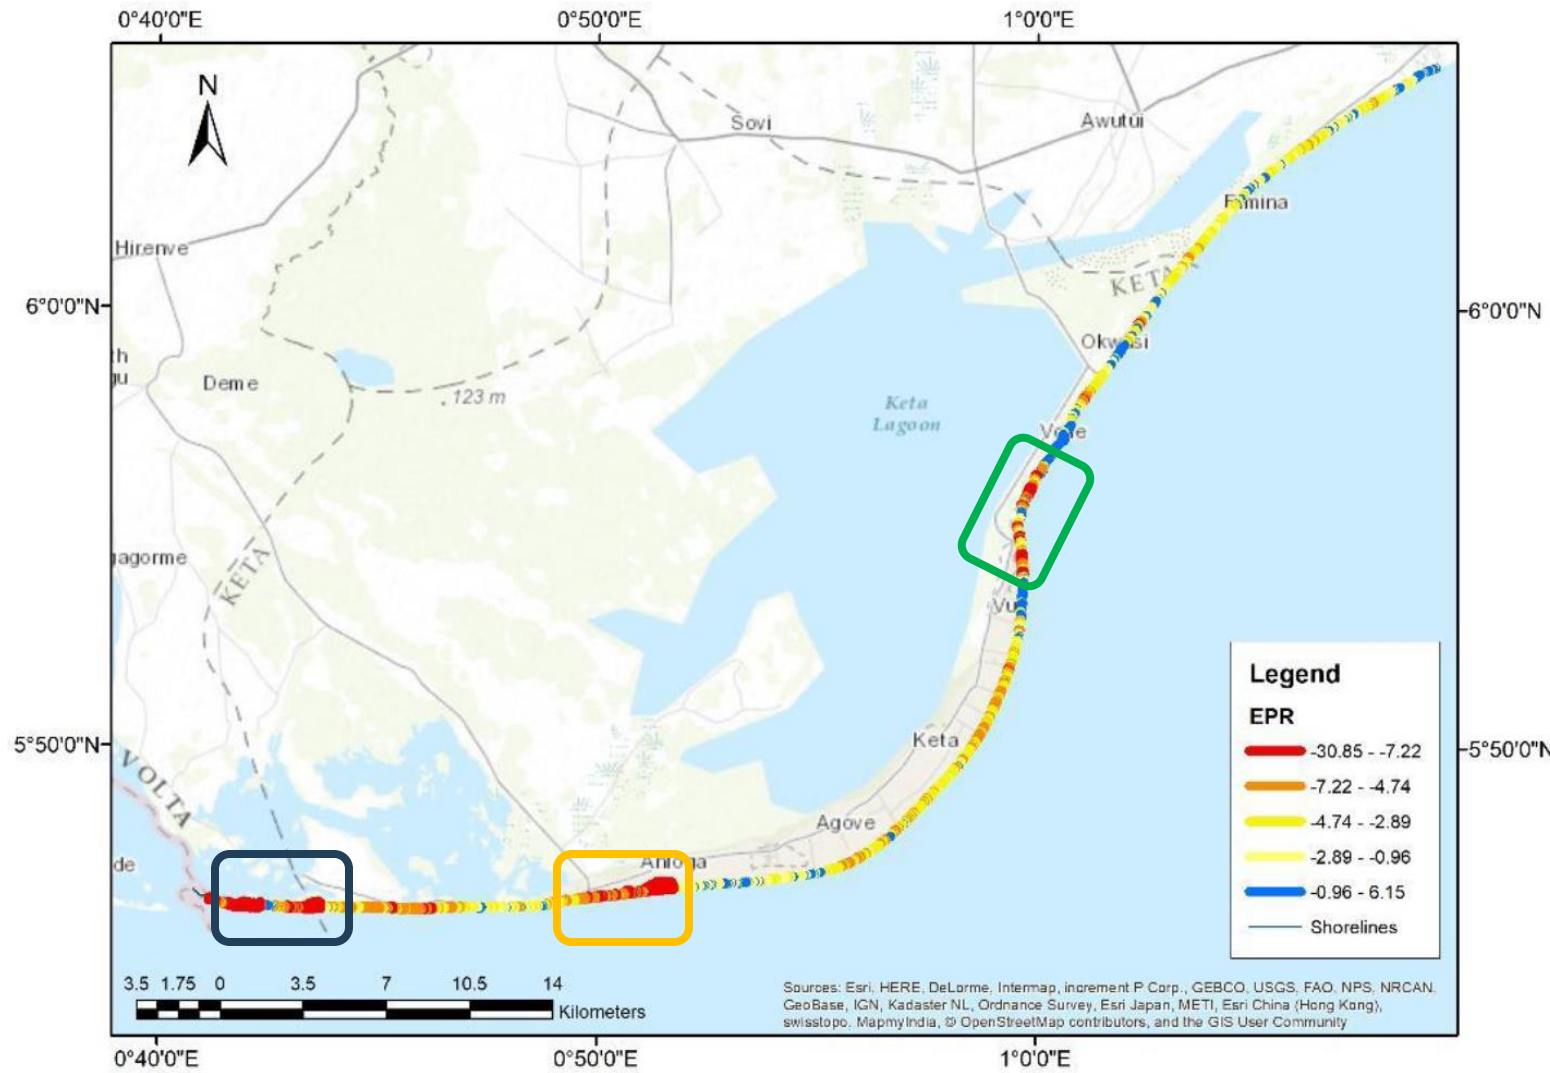 0°40'0"E 0°50'0"E 1°0'0"E
N
Sovi
Awutui
Hirenve
KETA
6°0'0"N
6°0'0"N
th
Deme
123 m
Keta
Lagoon
KETA
5°50'0"N
Keta
5°50'0"N
VOLTA
Agove
de
Legend
EPR
-30.85 - -7.22
-7.22 - -4.74
-4.74 - -2.89
-2.89 - -0.96
-0.96 - 6.15
Shorelines
3.5 1.75 0 3.5 7 10.5 14
Kilometers
Sources: Esri, HERE, DeLorme, Intermap, increment P Corp., GEBCO, USGS, FAO, NPS, NRCAN,
GeoBase, IGN, Kadaster NL, Ordnance Survey, Esri Japan, METI, Esri China (Hong Kong),
swisstopo, MapmyIndia, © OpenStreetMap contributors, and the GIS User Community
0°40'0"E 0°50'0"E 1°0'0"E